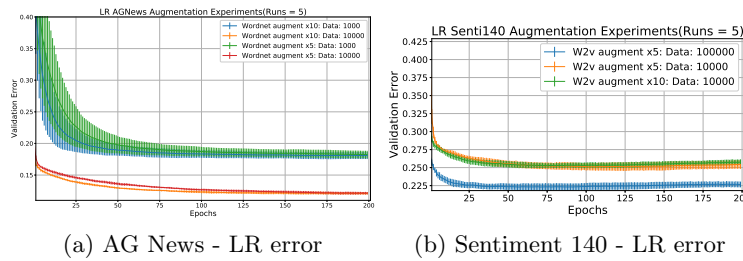 LR AGNews Augmentation Experiments(Runs = 5)
Wordnet augment x10: Data: 1000
Wordnet augment x10: Data: 10000
Wordnet augment x5: Data: 1000
Wordnet augment x5: Data: 10000
0.40
0.35
0.30
0.25
0.20
0.15
Validation Error
25
50
75
100
125
150
175
200
Epochs
(a) AG News - LR error
LR Senti140 Augmentation Experiments(Runs = 5)
W2v augment x5: Data: 100000
W2v augment x5: Data: 10000
W2v augment x10: Data: 10000
0.425
0.400
0.375
0.350
0.325
0.300
0.275
0.250
0.225
Validation Error
25
50
75
100
125
150
175
200
Epochs
(b) Sentiment 140 - LR error